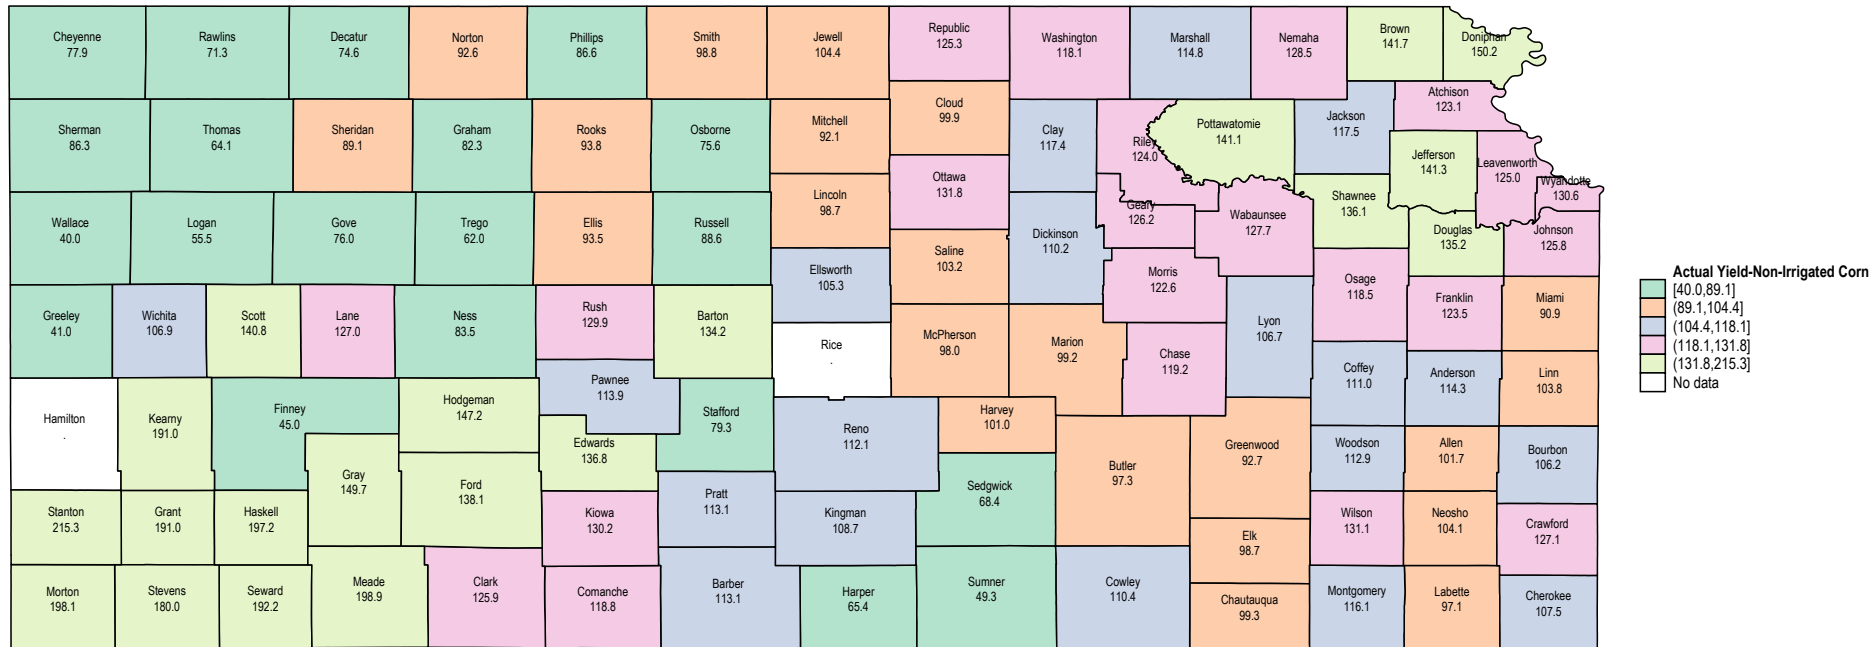 Cheyenne
77.9
Rawlins
71.3
Decatur
74.6
Norton
92.6
Phillips
86.6
Smith
98.8
Jewell
104.4
Republic
125.3
Washington
118.1
Marshall
114.8
Nemaha
128.5
Brown
141.7
Doniphan
150.2
Sherman
86.3
Thomas
64.1
Sheridan
89.1
Graham
82.3
Rooks
93.8
Osborne
75.6
Mitchell
92.1
Cloud
99.9
Clay
117.4
Riley
124.0
Pottawatomie
141.1
Jackson
117.5
Atchison
123.1
Jefferson
141.3
Leavenworth
125.0
Wyandotte
130.6
Wallace
40.0
Logan
55.5
Gove
76.0
Trego
62.0
Ellis
93.5
Russell
88.6
Lincoln
98.7
Ottawa
131.8
Saline
103.2
Dickinson
110.2
Geary
126.2
Wabaunsee
127.7
Shawnee
136.1
Douglas
135.2
Johnson
125.8
Ellsworth
105.3
Morris
122.6
Osage
118.5
Franklin
123.5
Miami
90.9
Greeley
41.0
Wichita
106.9
Scott
140.8
Lane
127.0
Ness
83.5
Rush
129.9
Barton
134.2
Rice
.
McPherson
98.0
Marion
99.2
Chase
119.2
Lyon
106.7
Coffey
111.0
Anderson
114.3
Linn
103.8
Hamilton
.
Kearny
191.0
Finney
45.0
Hodgeman
147.2
Pawnee
113.9
Stafford
79.3
Reno
112.1
Harvey
101.0
Butler
97.3
Greenwood
92.7
Woodson
112.9
Allen
101.7
Bourbon
106.2
Gray
149.7
Ford
138.1
Edwards
136.8
Sedgwick
68.4
Stanton
215.3
Grant
191.0
Haskell
197.2
Kiowa
130.2
Pratt
113.1
Kingman
108.7
Elk
98.7
Wilson
131.1
Neosho
104.1
Crawford
127.1
Morton
198.1
Stevens
180.0
Seward
192.2
Meade
198.9
Clark
125.9
Comanche
118.8
Barber
113.1
Harper
65.4
Sumner
49.3
Cowley
110.4
Chautauqua
99.3
Montgomery
116.1
Labette
97.1
Cherokee
107.5
Actual Yield-Non-Irrigated Corn
[40.0,89.1]
(89.1,104.4]
(104.4,118.1]
(118.1,131.8]
(131.8,215.3]
No data